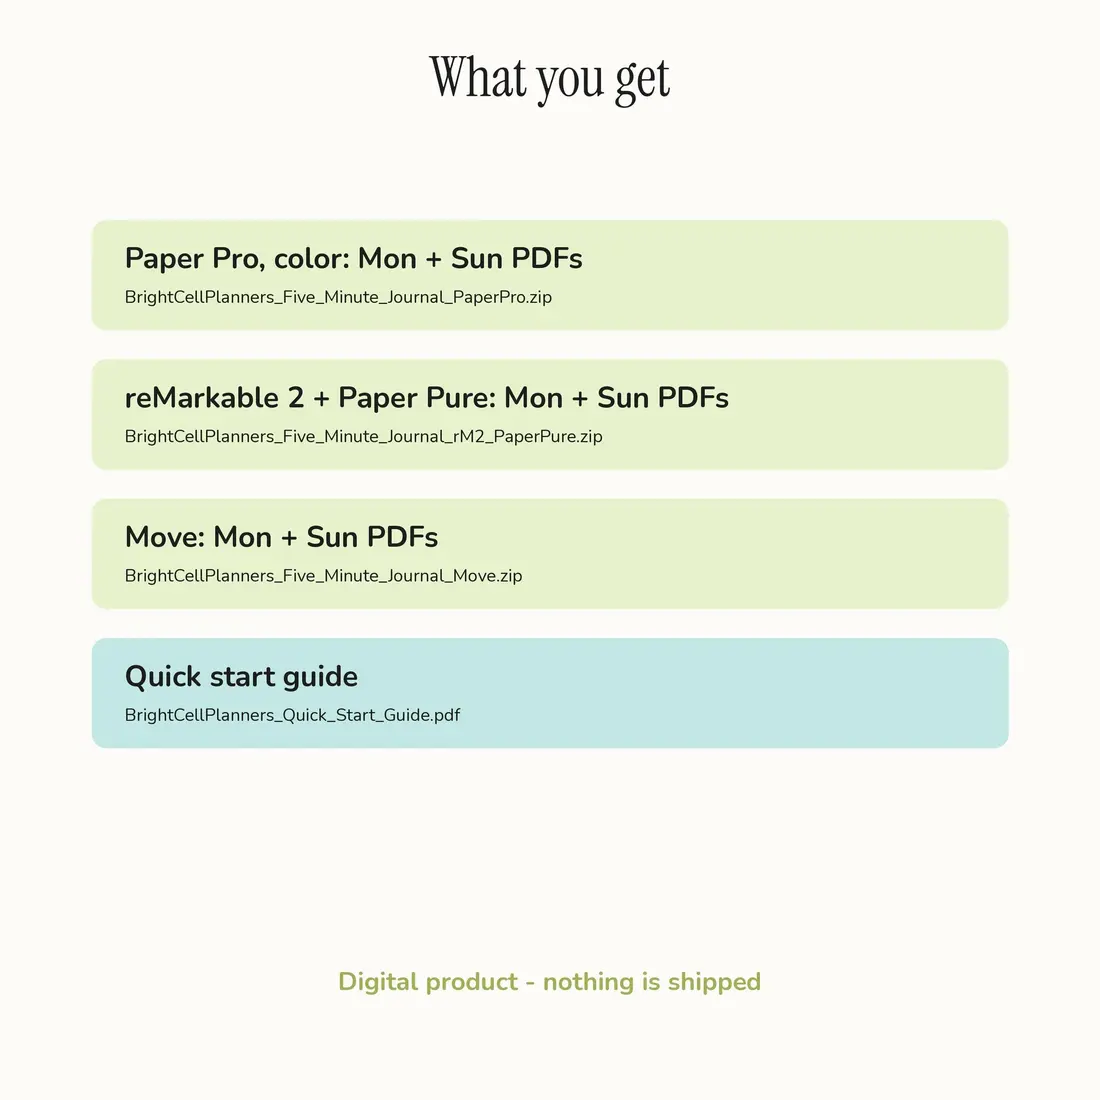 What you get
Paper Pro, color: Mon + Sun PDFs
BrightCellPlanners_Five_Minute_Journal_PaperPro.zip
reMarkable 2 + Paper Pure: Mon + Sun PDFs
BrightCellPlanners_Five_Minute_Journal_rM2_PaperPure.zip
Move: Mon + Sun PDFs
BrightCellPlanners_Five_Minute_Journal_Move.zip
Quick start guide
BrightCellPlanners_Quick_Start_Guide.pdf
Digital product - nothing is shipped